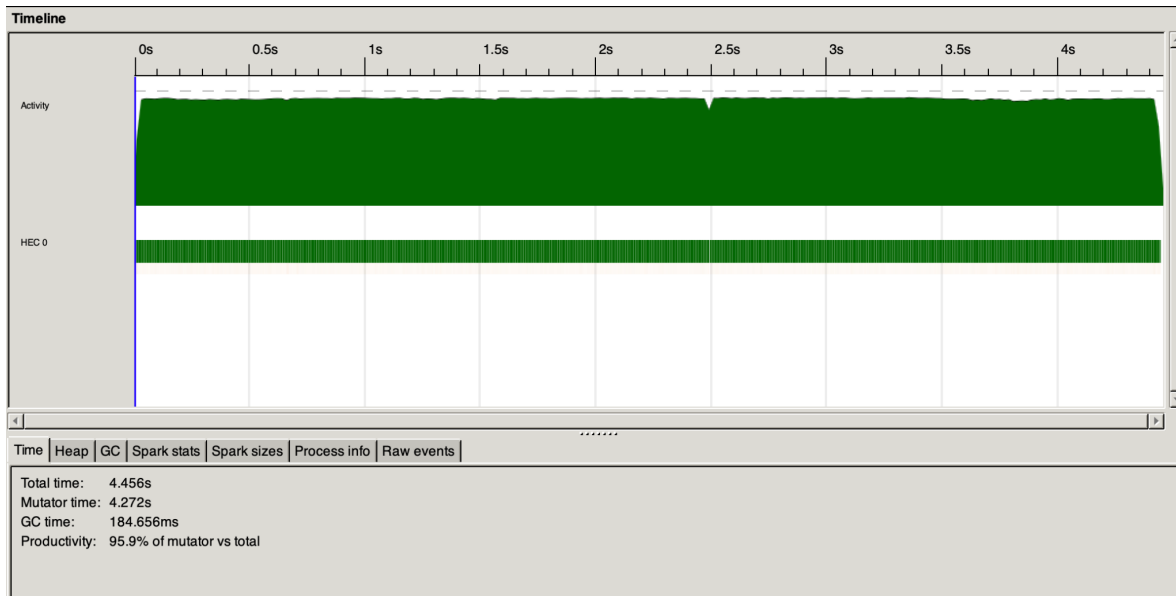 Timeline
0s 0.5s 1s 1.5s 2s 2.5s 3s 3.5s 4s
Activity
HEC 0
Time Heap GC Spark stats Spark sizes Process info Raw events
Total time: 4.456s
Mutator time: 4.272s
GC time: 184.656ms
Productivity: 95.9% of mutator vs total